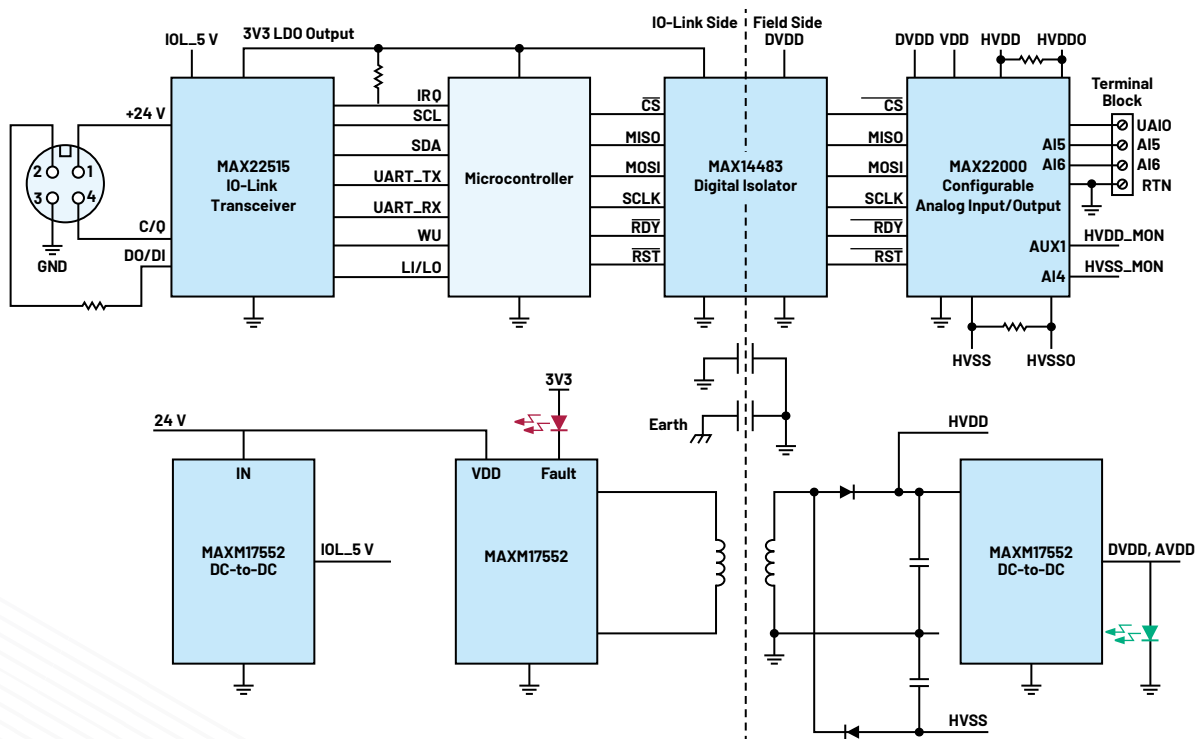 IO-Link Side
Field Side
IOL_5 V
3V3 LDO Output
DVDD
DVDD
VDD
HVDD
HVDDO
Terminal
Block
+24 V
2
1
3
4
GND
C/Q
DO/DI
MAX22515
IO-Link
Transceiver
IRQ
SCL
SDA
UART_TX
UART_RX
WU
LI/LO
Microcontroller
CS
MISO
MOSI
SCLK
RDY
RST
MAX14483
Digital Isolator
CS
MISO
MOSI
SCLK
RDY
RST
MAX22000
Configurable
Analog Input/Output
AI5
AI6
AUX1
AI4
UAIO
AI5
AI6
RTN
HVDD_MON
HVSS_MON
HVSS
HVSSO
Earth
24 V
IN
MAXM17552
DC-to-DC
IOL_5 V
3V3
VDD
Fault
MAXM17552
HVDD
HVSS
MAXM17552
DC-to-DC
DVDD, AVDD